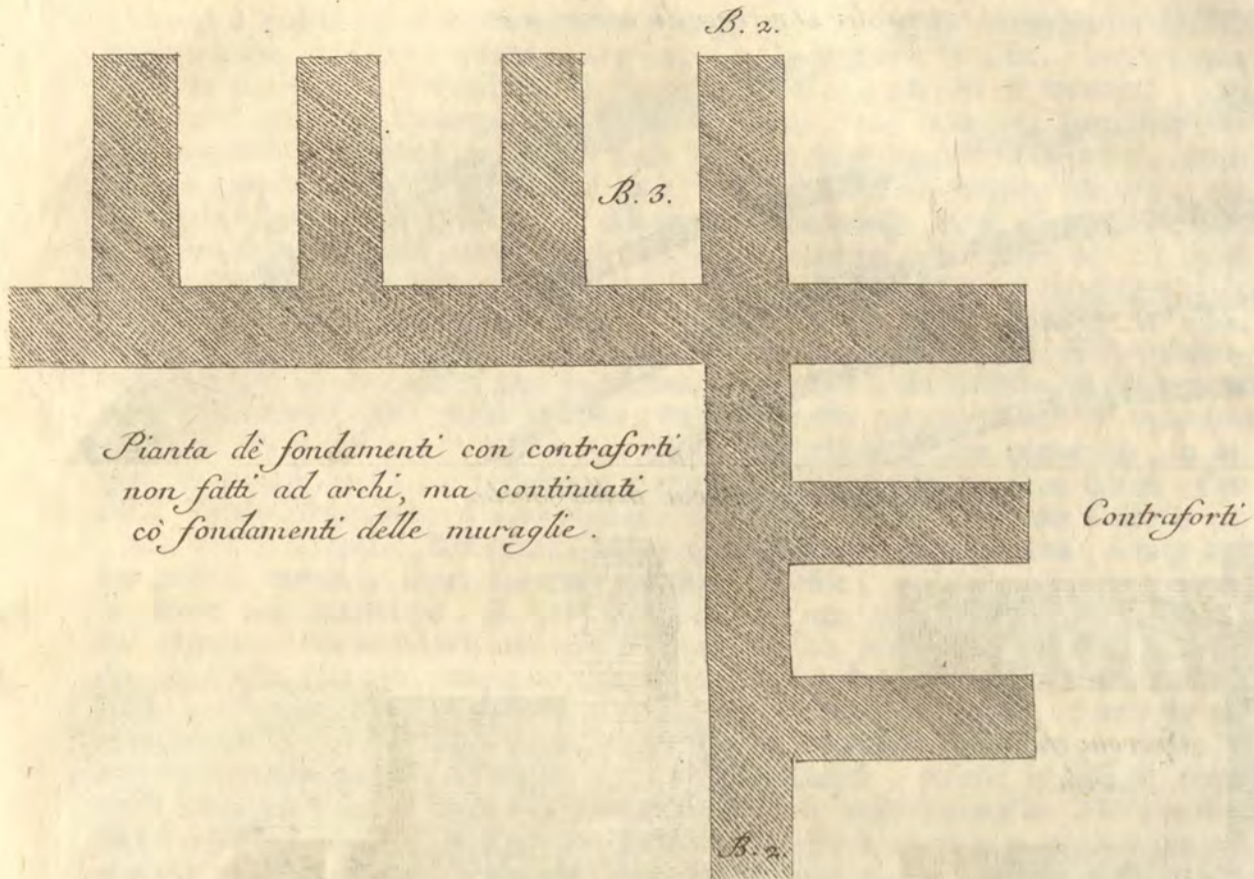 B. 2.
B. 3.
Pianta dè fondamenti con contraforti
non fatti ad archi, ma continuati
cò fondamenti delle muraglie.
Contraforti
B. 2.